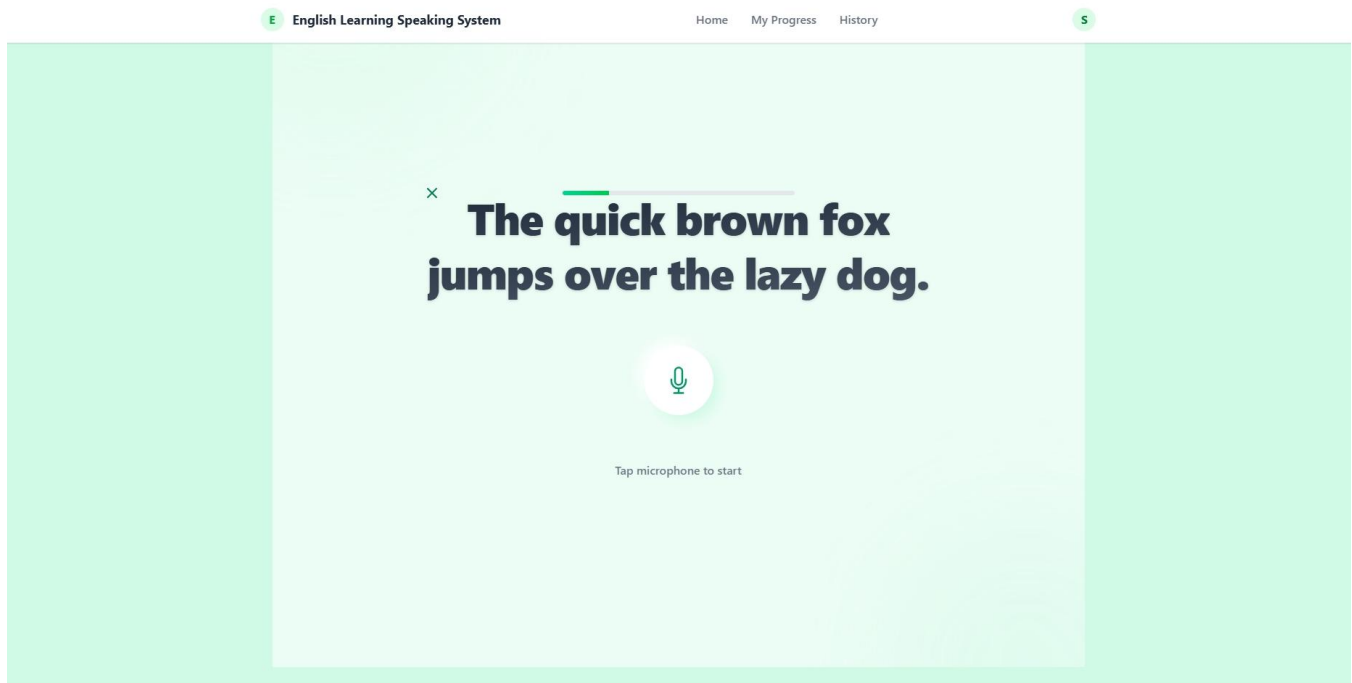 E English Learning Speaking System Home My Progress History S
The quick brown fox
jumps over the lazy dog.
Tap microphone to start